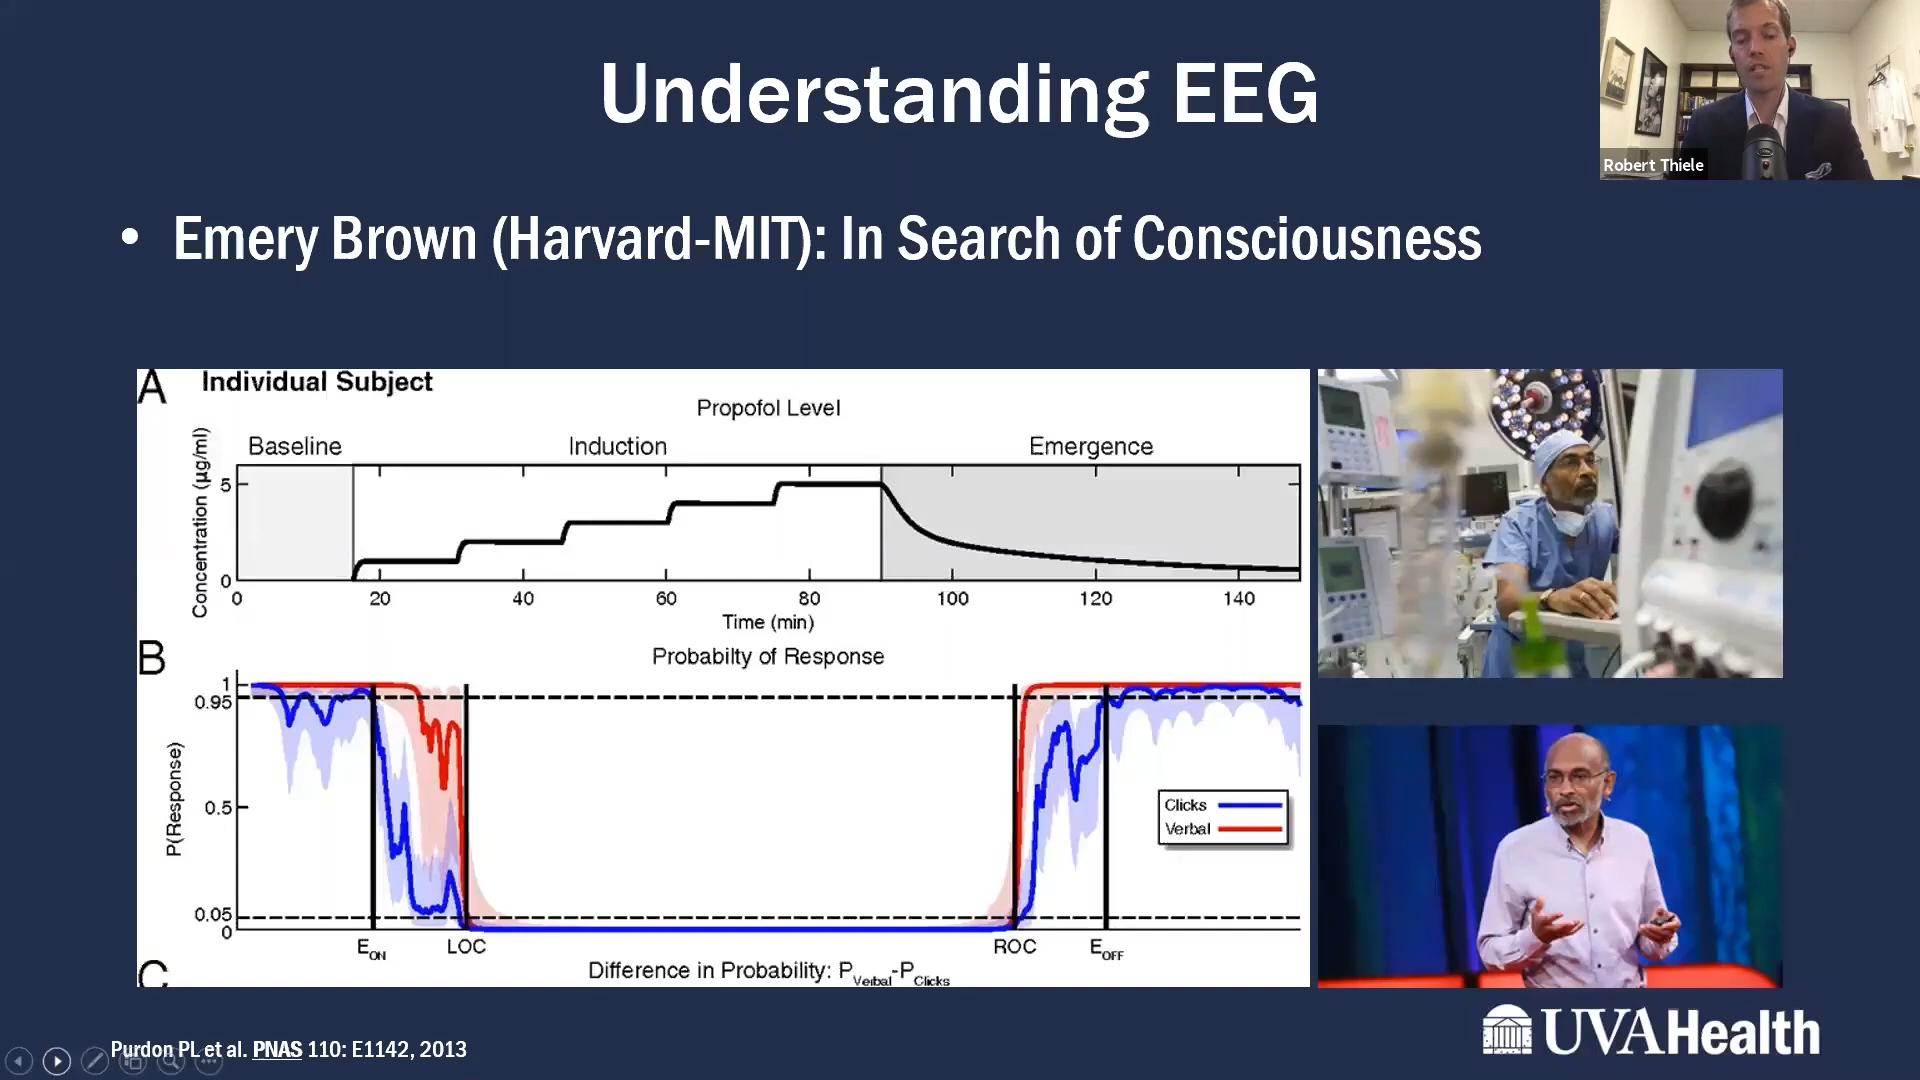 Understanding EEG
Robert Thiele
• Emery Brown (Harvard-MIT): In Search of Consciousness
A Individual Subject
Propofol Level
Baseline Induction Emergence
Concentration (µg/ml)
5
0
0 20 40 60 80 100 120 140
Time (min)
B
Probabilty of Response
P(Response)
1
0.95
0.5
0.05
0
Clicks
Verbal
EON LOC ROC EOFF
C
Difference in Probability: PVerbal-PClicks
UVAHealth
Purdon PL et al. PNAS 110: E1142, 2013